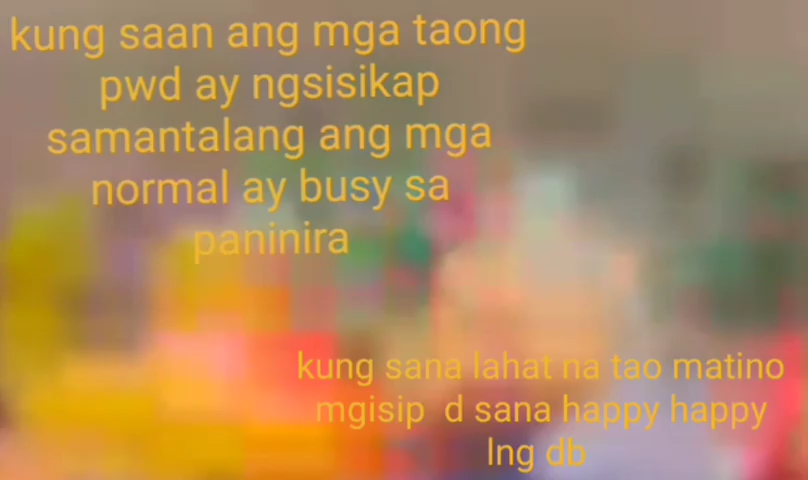 kung saan ang mga taong
pwd ay ngsisikap
samantalang ang mga
normal ay busy sa
paninira
kung sana lahat na tao matino
mgisip d sana happy happy
lng db